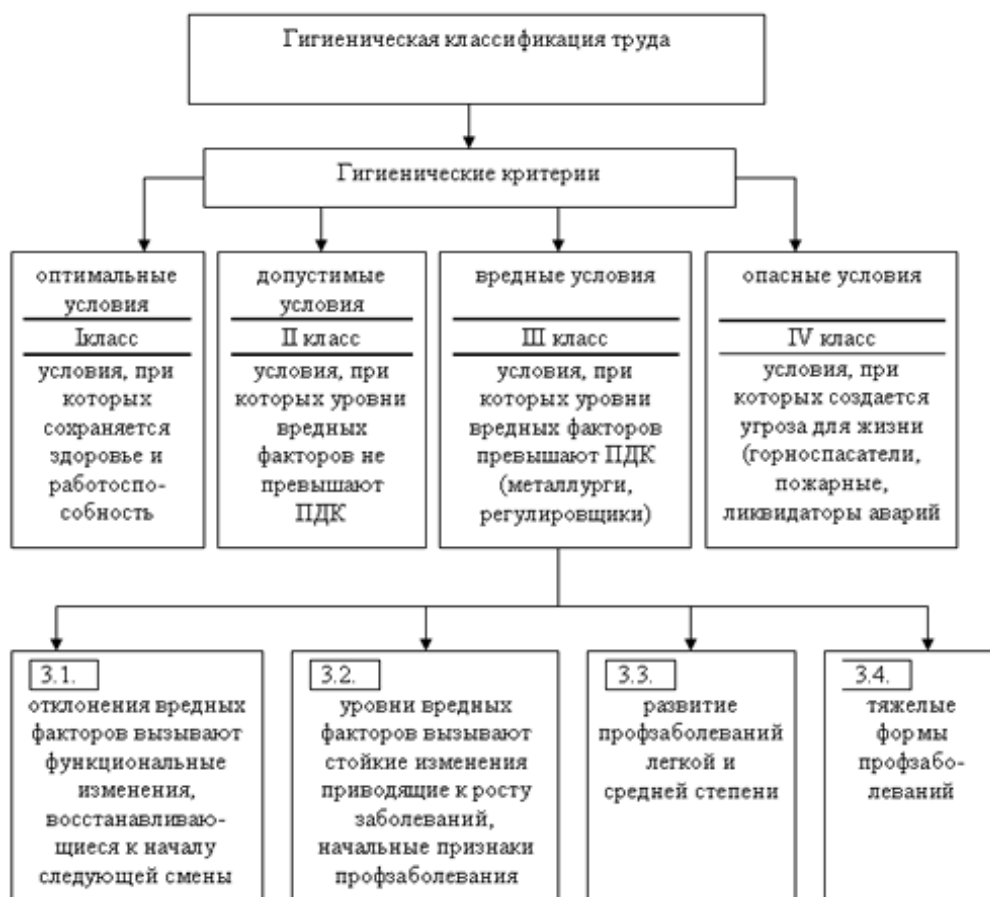 Гигиеническая классификация труда
Гигиенические критерии
оптимальные
условия
Iкласс
условия, при
которых
сохраняется
здоровье и
работоспо-
собность
допустимые
условия
II класс
условия, при
которых уровни
вредных
факторов не
превышают
ПДК
вредные условия
III класс
условия, при
которых уровни
вредных факторов
превышают ПДК
(металлурги,
регулировщики)
опасные условия
IV класс
условия, при
которых создается
угроза для жизни
(горноспасатели,
пожарные,
ликвидаторы аварий
3.1.
отклонения вредных
факторов вызывают
функциональные
изменения,
восстанавливаю-
щиеся к началу
следующей смены
3.2.
уровни вредных
факторов вызывают
стойкие изменения
приводящие к росту
заболеваний,
начальные признаки
профзаболевания
3.3.
развитие
профзаболеваний
легкой и
средней степени
3.4.
тяжелые
формы
профзабо-
леваний